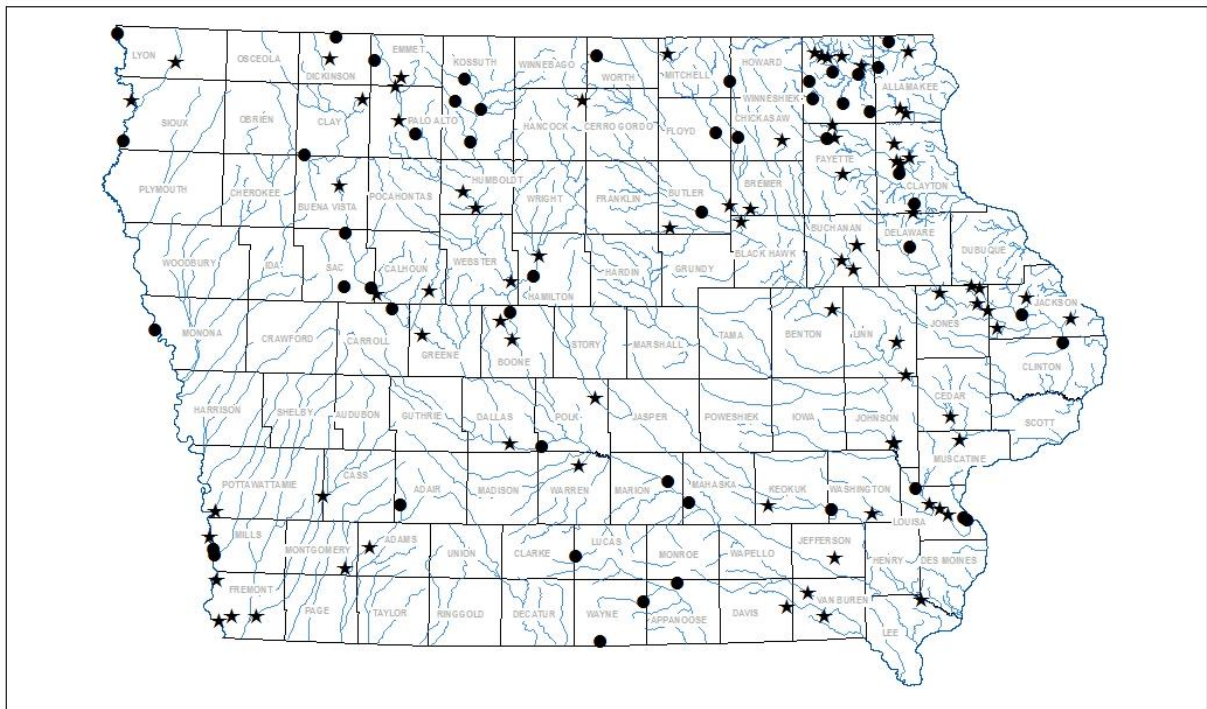 LYON
OSCEOLA
DICKINSON
EMMET
KOSSUTH
WINNEBAGO
WORTH
MITCHELL
HOWARD
WINNESHIEK
ALLAMAKEE
SIOUX
O'BRIEN
CLAY
PALO ALTO
HANCOCK
CERRO GORDO
FLOYD
CHICKASAW
PLYMOUTH
CHEROKEE
BUENA VISTA
POCAHONTAS
HUMBOLDT
WRIGHT
FRANKLIN
BUTLER
BREMER
FAYETTE
CLAYTON
WOODBURY
IDA
SAC
CALHOUN
WEBSTER
HAMILTON
HARDIN
GRUNDY
BLACK HAWK
BUCHANAN
DELAWARE
DUBUQUE
MONONA
CRAWFORD
CARROLL
GREENE
BOONE
STORY
MARSHALL
TAMA
BENTON
LINN
JONES
JACKSON
CLINTON
HARRISON
SHELBY
AUDUBON
GUTHRIE
DALLAS
POLK
JASPER
POWESHIEK
IOWA
JOHNSON
CEDAR
SCOTT
MUSCATINE
POTTAWATTAMIE
CASS
ADAIR
MADISON
WARREN
MARION
MAHASKA
KEOKUK
WASHINGTON
LOUISA
MILLS
MONTGOMERY
ADAMS
UNION
CLARKE
LUCAS
MONROE
WAPELLO
JEFFERSON
HENRY
DES MOINES
FREMONT
PAGE
TAYLOR
RINGGOLD
DECATUR
WAYNE
APPANOOSE
DAVIS
VAN BUREN
LEE